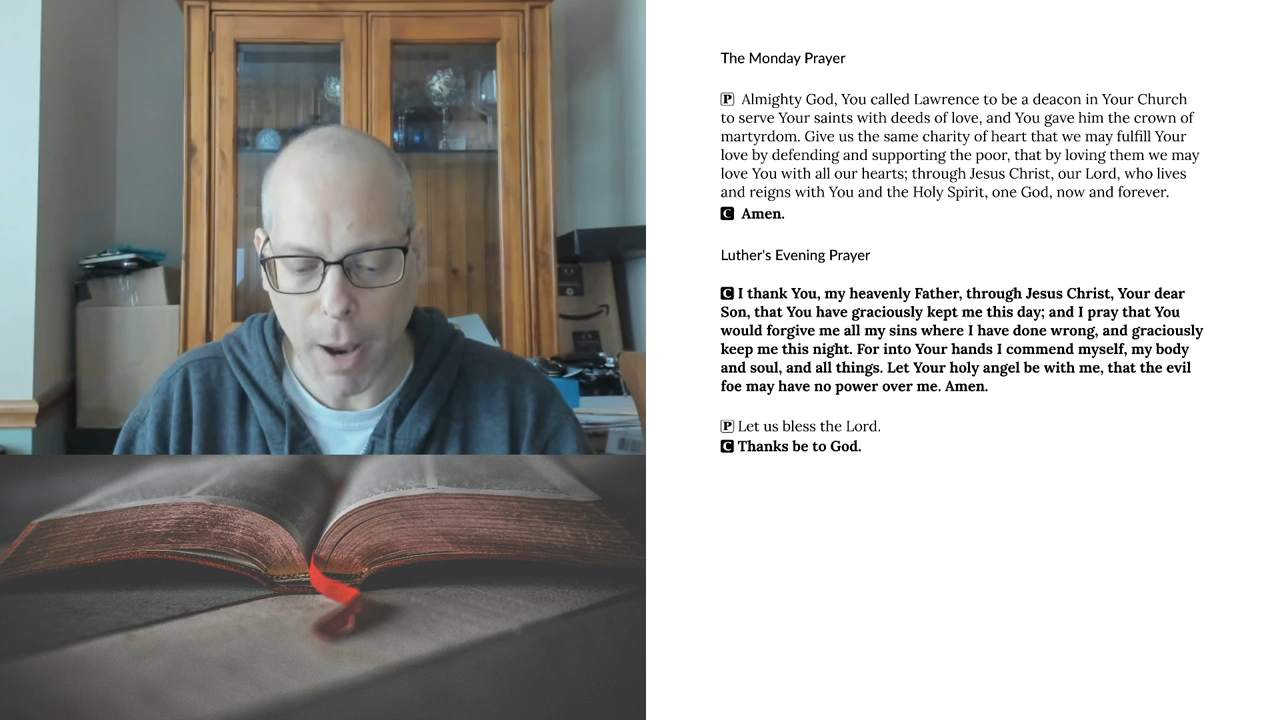 The Monday Prayer
P Almighty God, You called Lawrence to be a deacon in Your Church
to serve Your saints with deeds of love, and You gave him the crown of
martyrdom. Give us the same charity of heart that we may fulfill Your
love by defending and supporting the poor, that by loving them we may
love You with all our hearts; through Jesus Christ, our Lord, who lives
and reigns with You and the Holy Spirit, one God, now and forever.
C Amen.
Luther's Evening Prayer
C I thank You, my heavenly Father, through Jesus Christ, Your dear
Son, that You have graciously kept me this day; and I pray that You
would forgive me all my sins where I have done wrong, and graciously
keep me this night. For into Your hands I commend myself, my body
and soul, and all things. Let Your holy angel be with me, that the evil
foe may have no power over me. Amen.
P Let us bless the Lord.
C Thanks be to God.